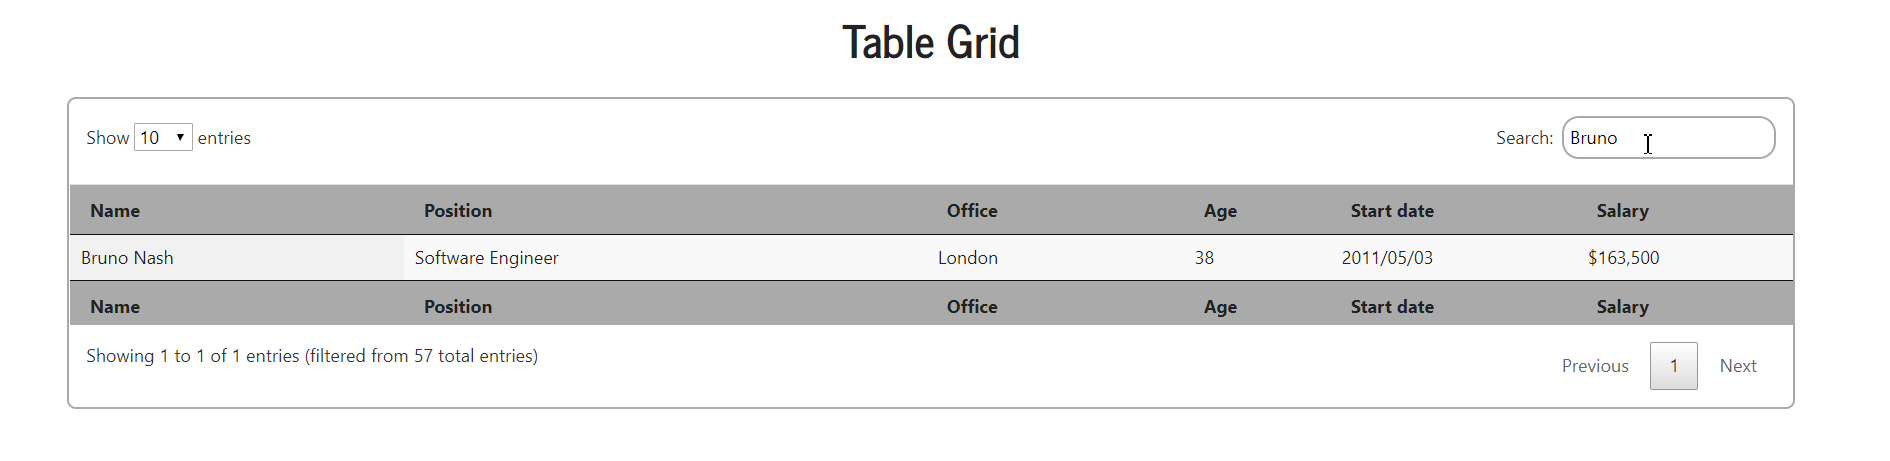 Table Grid
Show 10 entries Search: Bruno
Name Position Office Age Start date Salary
Bruno Nash Software Engineer London 38 2011/05/03 $163,500
Name Position Office Age Start date Salary
Showing 1 to 1 of 1 entries (filtered from 57 total entries)
Previous 1 Next